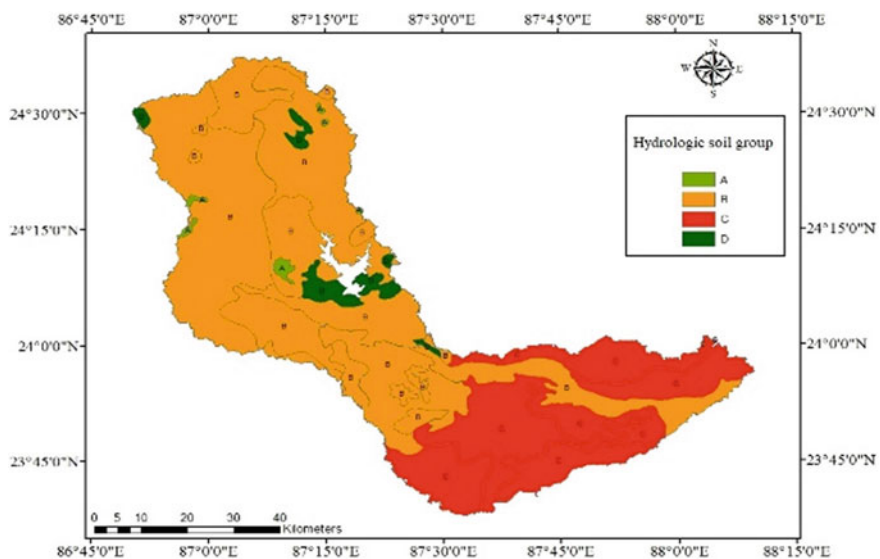 86°45'0"E 87°0'0"E 87°15'0"E 87°30'0"E 87°45'0"E 88°0'0"E 88°15'0"E
N
W E
S
24°30'0"N 24°30'0"N
Hydrologic soil group
A
B
C
D
24°15'0"N 24°15'0"N
24°0'0"N 24°0'0"N
23°45'0"N 23°45'0"N
0 5 10 20 30 40
Kilometers
86°45'0"E 87°0'0"E 87°15'0"E 87°30'0"E 87°45'0"E 88°0'0"E 88°15'0"E